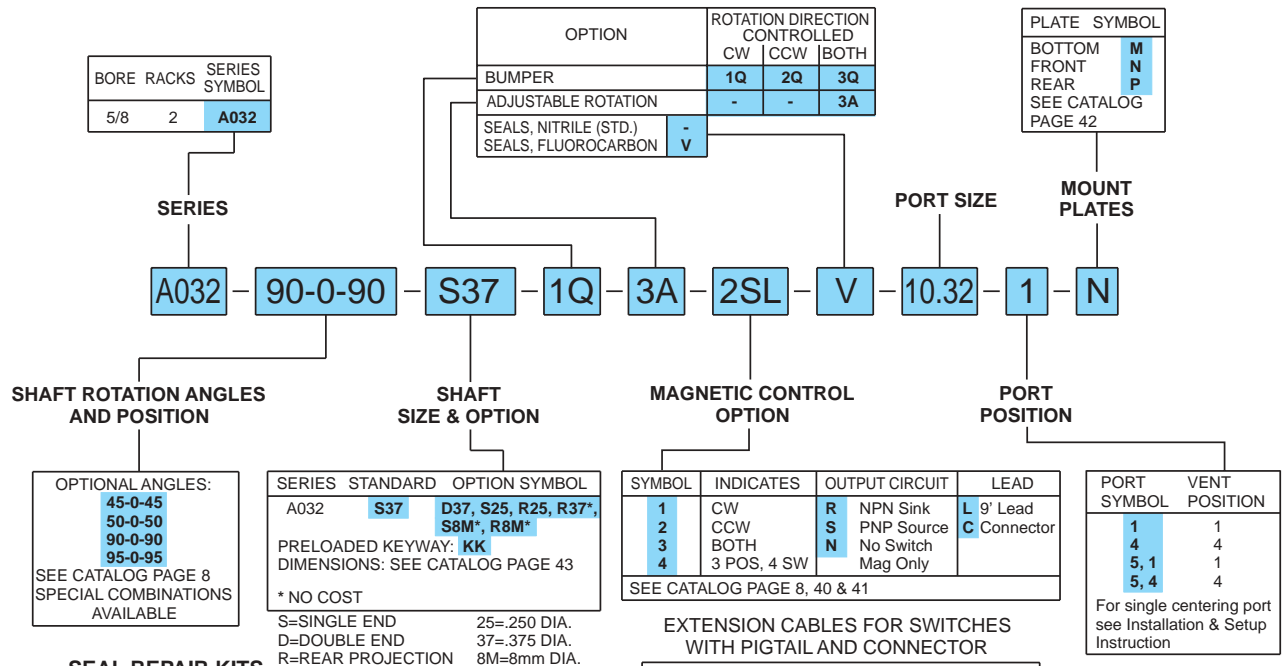 BORE RACKS SERIES SYMBOL
5/8 2 A032
OPTION ROTATION DIRECTION CONTROLLED
CW CCW BOTH
BUMPER 1Q 2Q 3Q
ADJUSTABLE ROTATION - - 3A
SEALS, NITRILE (STD.) -
SEALS, FLUOROCARBON V
PLATE SYMBOL
BOTTOM M
FRONT N
REAR P
SEE CATALOG
PAGE 42
SERIES
PORT SIZE
MOUNT
PLATES
A032 – 90-0-90 – S37 – 1Q – 3A – 2SL – V – 10.32 – 1 – N
SHAFT ROTATION ANGLES
AND POSITION
SHAFT
SIZE & OPTION
MAGNETIC CONTROL
OPTION
PORT
POSITION
OPTIONAL ANGLES:
45-0-45
50-0-50
90-0-90
95-0-95
SEE CATALOG PAGE 8
SPECIAL COMBINATIONS
AVAILABLE
SERIES STANDARD OPTION SYMBOL
A032 S37 D37, S25, R25, R37*,
S8M*, R8M*
PRELOADED KEYWAY: KK
DIMENSIONS: SEE CATALOG PAGE 43
* NO COST
S=SINGLE END 25=.250 DIA.
D=DOUBLE END 37=.375 DIA.
R=REAR PROJECTION 8M=8mm DIA.
SYMBOL INDICATES OUTPUT CIRCUIT LEAD
1 CW R NPN Sink L 9' Lead
2 CCW S PNP Source C Connector
3 BOTH N No Switch
4 3 POS, 4 SW Mag Only
SEE CATALOG PAGE 8, 40 & 41
EXTENSION CABLES FOR SWITCHES
WITH PIGTAIL AND CONNECTOR
PORT SYMBOL VENT POSITION
1 1
4 4
5, 1 1
5, 4 4
For single centering port
see Installation & Setup
Instruction
SEAL REPAIR KITS